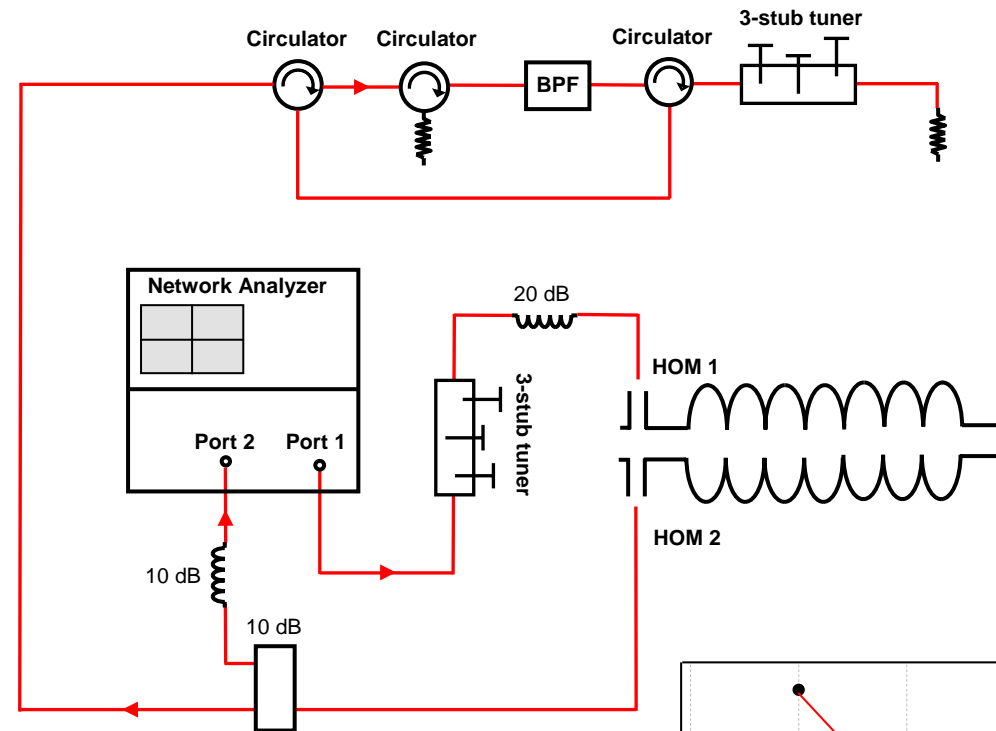 3-stub tuner
Circulator
Circulator
Circulator
BPF
Network Analyzer
20 dB
HOM 1
3-stub tuner
Port 2
Port 1
HOM 2
10 dB
10 dB